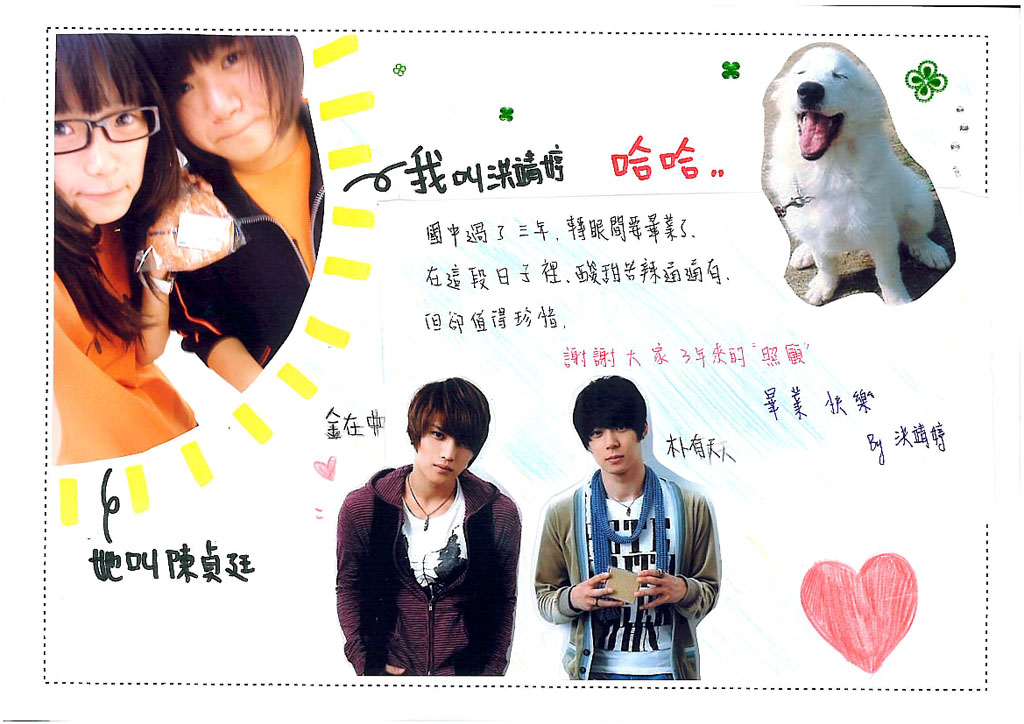 我叫洪靖婷
哈哈..
國中過了三年,轉眼間要畢業了、
在這段日子裡、酸甜苦辣通通有、
但卻值得珍惜,
謝謝大家3年來的"照顧"
畢業快樂
By 洪靖婷
金在中
朴有天
她叫陳貞廷